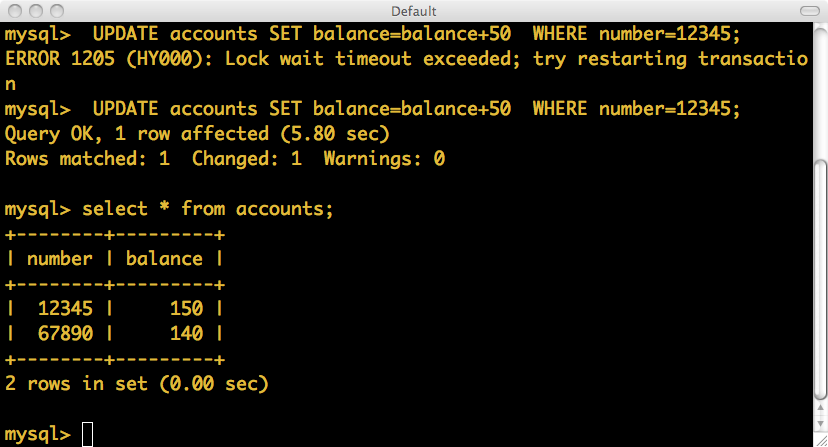 Default
mysql>  UPDATE accounts SET balance=balance+50  WHERE number=12345;
ERROR 1205 (HY000): Lock wait timeout exceeded; try restarting transactio
n
mysql>  UPDATE accounts SET balance=balance+50  WHERE number=12345;
Query OK, 1 row affected (5.80 sec)
Rows matched: 1  Changed: 1  Warnings: 0

mysql> select * from accounts;
+--------+---------+
| number | balance |
+--------+---------+
|  12345 |     150 |
|  67890 |     140 |
+--------+---------+
2 rows in set (0.00 sec)

mysql>